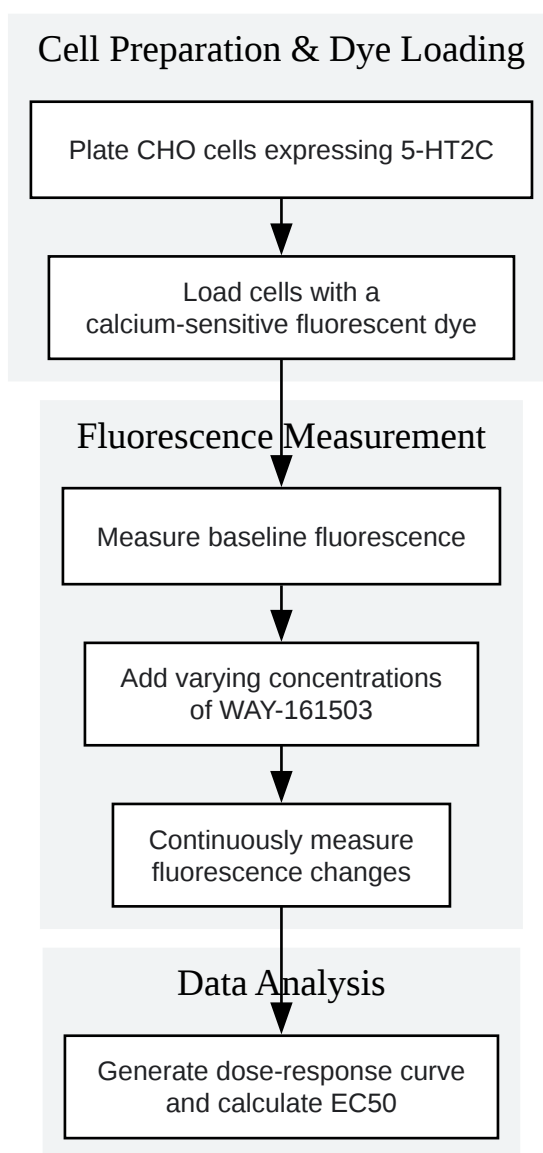 Cell Preparation & Dye Loading
Plate CHO cells expressing 5-HT2C
Load cells with a
calcium-sensitive fluorescent dye
Fluorescence Measurement
Measure baseline fluorescence
Add varying concentrations
of WAY-161503
Continuously measure
fluorescence changes
Data Analysis
Generate dose-response curve
and calculate EC50